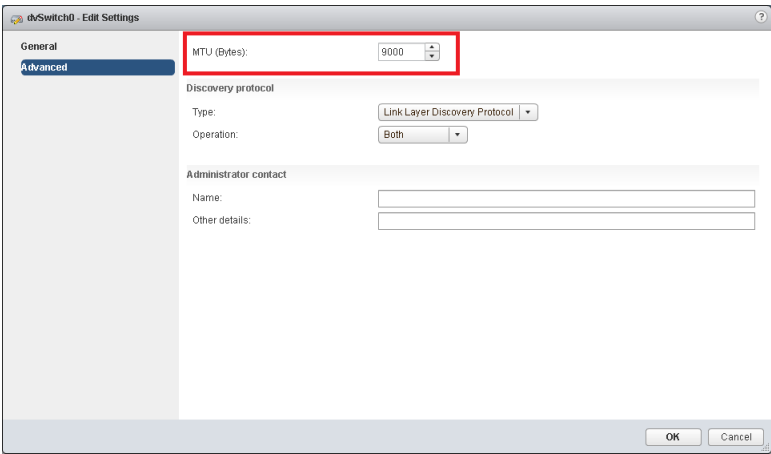 dvSwitch0 - Edit Settings
?
General
Advanced
MTU (Bytes):
9000
Discovery protocol
Type:
Link Layer Discovery Protocol
Operation:
Both
Administrator contact
Name:
Other details:
OK
Cancel